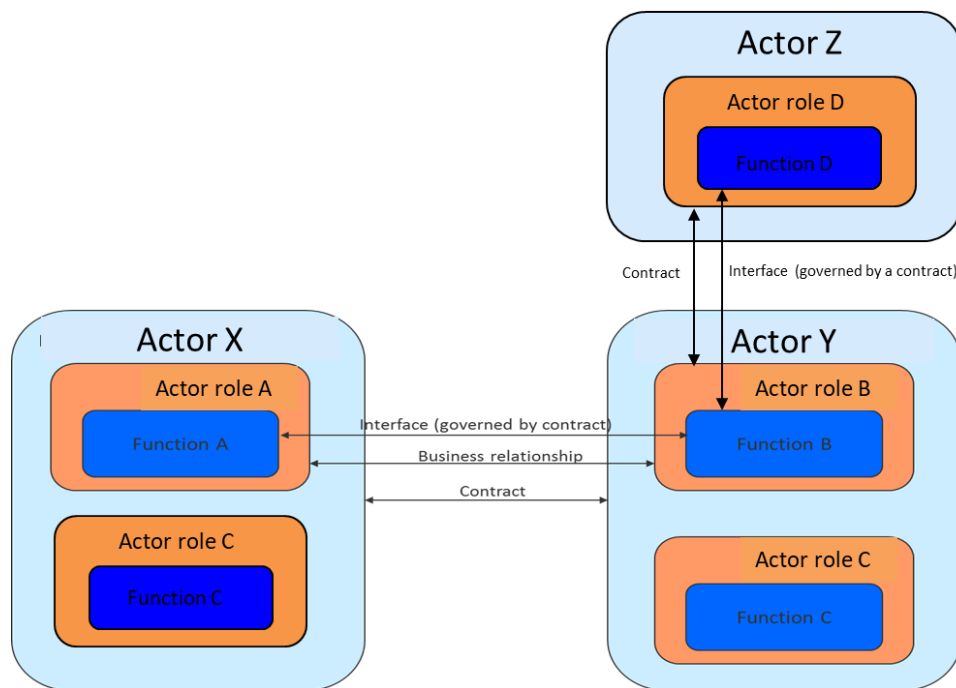 Actor Z
Actor role D
Function D
Contract
Interface (governed by a contract)
Actor X
Actor Y
Actor role A
Actor role B
Interface (governed by contract)
Function A
Function B
Business relationship
Contract
Actor role C
Function C
Actor role C
Function C